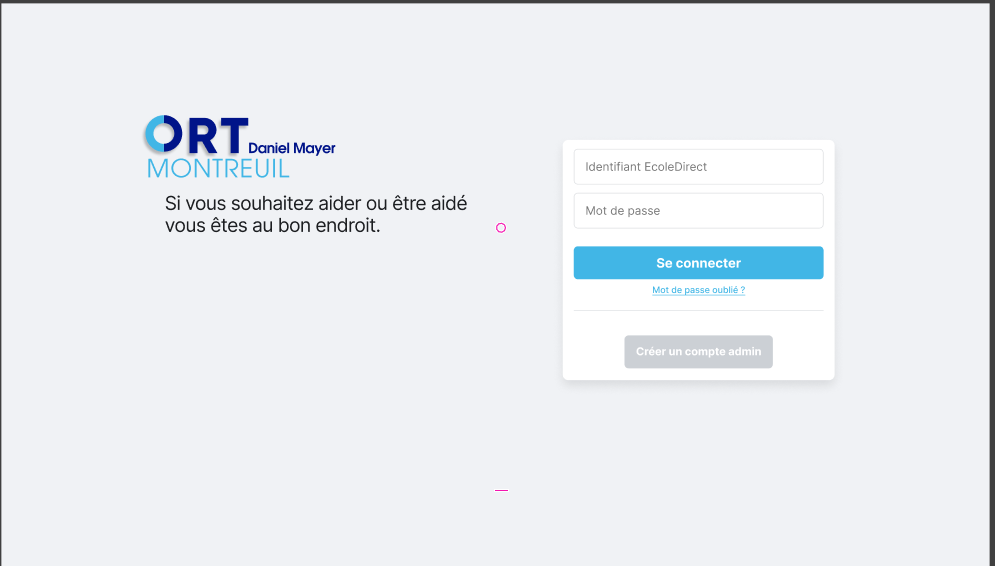 ORT Daniel Mayer
MONTREUIL
Si vous souhaitez aider ou être aidé
vous êtes au bon endroit.
Identifiant EcoleDirect
Mot de passe
Se connecter
Mot de passe oublié ?
Créer un compte admin